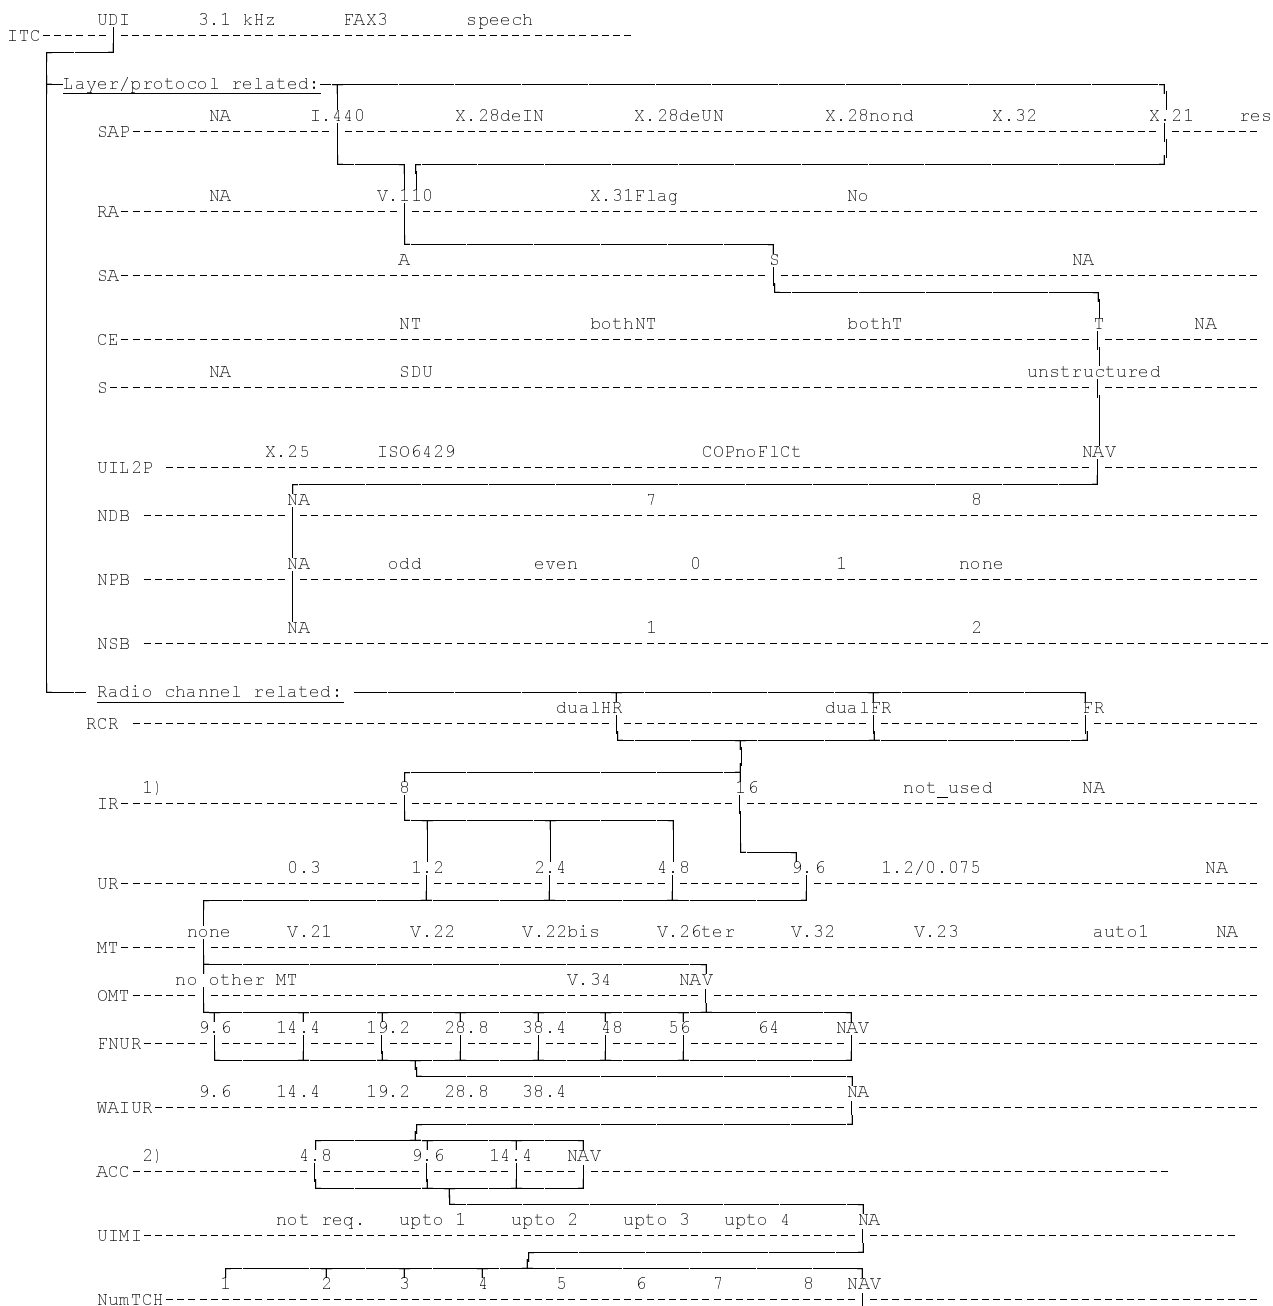 UDI 3.1 kHz FAX3 speech
ITC
Layer/protocol related:
NA I.440 X.28deIN X.28deUN X.28nond X.32 X.21 res
SAP
NA V.110 X.31Flag No
RA
A S NA
SA
NT bothNT bothT T NA
CE
NA SDU unstructured
S
X.25 ISO6429 COPnoFlCt NAV
UIL2P
NA 7 8
NDB
NA odd even 0 1 none
NPB
NA 1 2
NSB
Radio channel related:
dualHR dualFR FR
RCR
1) 8 16 not_used NA
IR
0.3 1.2 2.4 4.8 9.6 1.2/0.075 NA
UR
none V.21 V.22 V.22bis V.26ter V.32 V.23 auto1 NA
MT
no other MT V.34 NAV
OMT
9.6 14.4 19.2 28.8 38.4 48 56 64 NAV
FNUR
9.6 14.4 19.2 28.8 38.4 NA
WAIUR
2) 4.8 9.6 14.4 NAV
ACC
not req. upto 1 upto 2 upto 3 upto 4 NA
UIMI
1 2 3 4 5 6 7 8 NAV
NumTCH